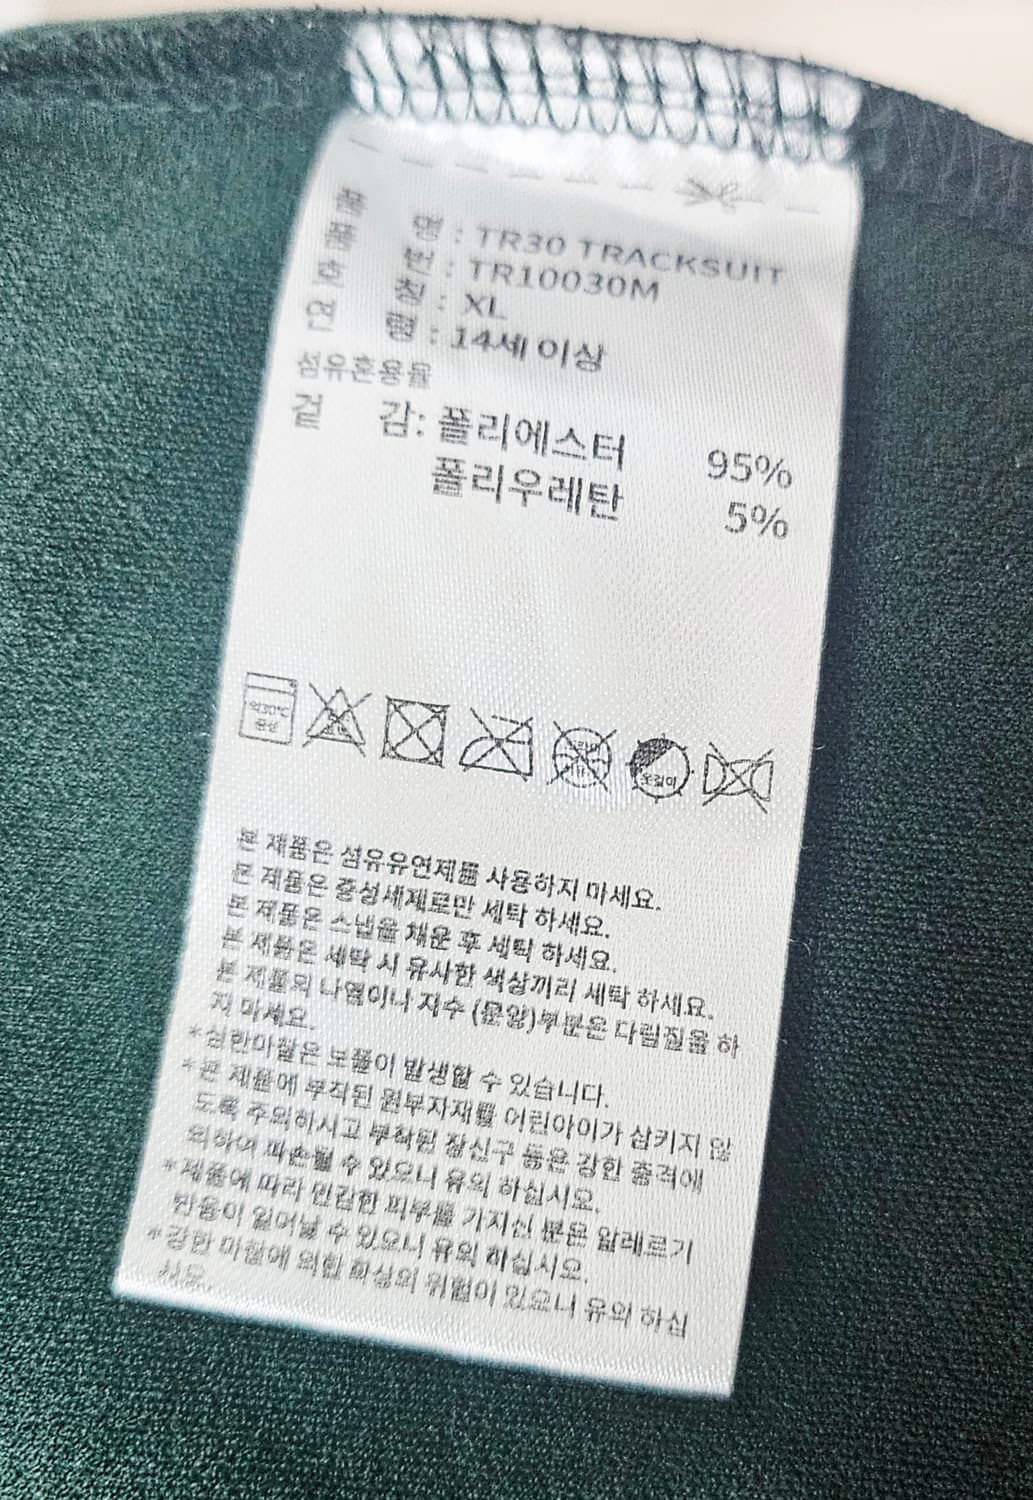 품 명 : TR30 TRACKSUIT
품 번 : TR10030M
호 칭 : XL
연 령 : 14세 이상
섬유혼용율
겉 감: 폴리에스터 95%
폴리우레탄 5%
약30℃
중성
옷걸이
본 제품은 섬유유연제를 사용하지 마세요.
본 제품은 중성세제로만 세탁 하세요.
본 제품은 스냅을 채운 후 세탁 하세요.
본 제품은 세탁 시 유사한 색상끼리 세탁 하세요.
본 제품의 나염이나 자수 (문양)부분은 다림질을 하
지 마세요.
*심한마찰은 보풀이 발생할 수 있습니다.
*본 제품에 부착된 원부자재를 어린아이가 삼키지 않
도록 주의하시고 부착된 장신구 등은 강한 충격에
의하여 파손될 수 있으니 유의 하십시오.
*제품에 따라 민감한 피부를 가지신 분은 알레르기
반응이 일어날 수 있으니 유의 하십시오.
*강한 마찰에 의한 화상의 위험이 있으니 유의 하십
시오.